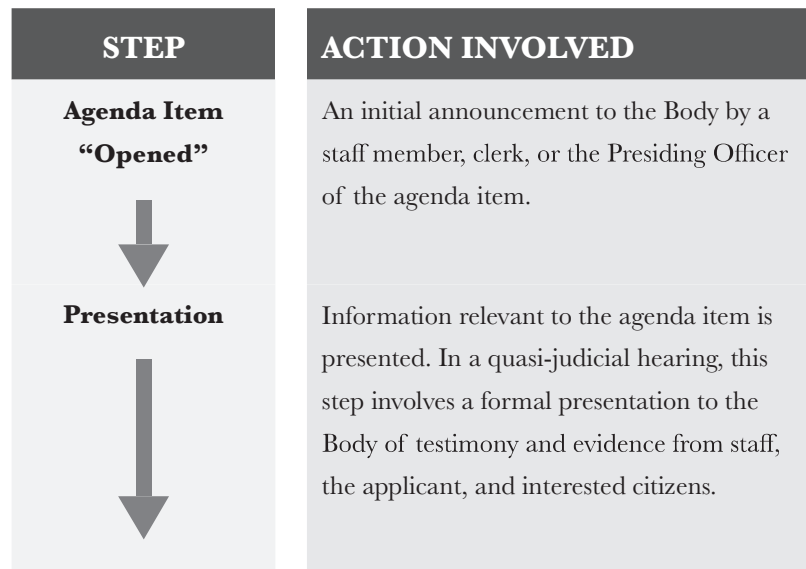 STEP
ACTION INVOLVED
Agenda Item
“Opened”
An initial announcement to the Body by a
staff member, clerk, or the Presiding Officer
of the agenda item.
Presentation
Information relevant to the agenda item is
presented. In a quasi-judicial hearing, this
step involves a formal presentation to the
Body of testimony and evidence from staff,
the applicant, and interested citizens.